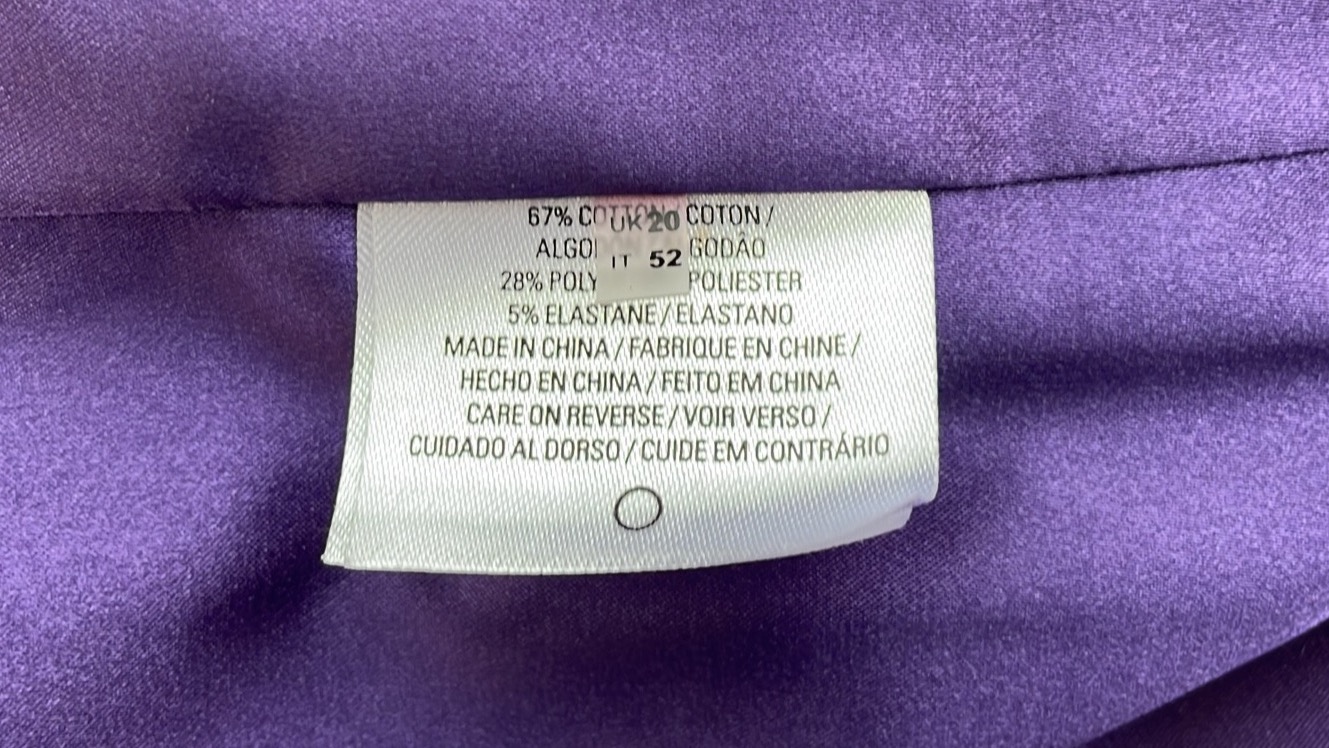 67% COTTON / COTON /
UK 20
ALGO GODÃO
IT 52
28% POLY POLIESTER
5% ELASTANE / ELASTANO
MADE IN CHINA / FABRIQUE EN CHINE /
HECHO EN CHINA / FEITO EM CHINA
CARE ON REVERSE / VOIR VERSO /
CUIDADO AL DORSO / CUIDE EM CONTRÁRIO